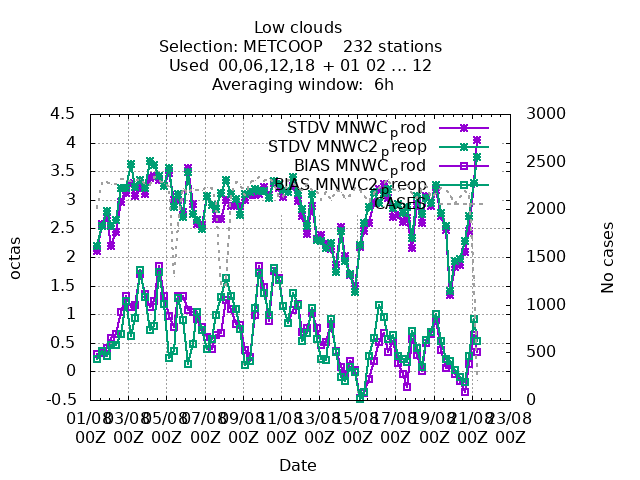 Low clouds
Selection: METCOOP    232 stations
Used  00,06,12,18 + 01 02 ... 12
Averaging window:  6h
STDV MNWC_prod
STDV MNWC2_preop
BIAS MNWC_prod
BIAS MNWC2_preop
CASES
4.5
4
3.5
3
2.5
2
1.5
1
0.5
0
-0.5
octas
3000
2500
2000
1500
1000
500
0
No cases
01/08 03/08 05/08 07/08 09/08 11/08 13/08 15/08 17/08 19/08 21/08 23/08
00Z 00Z 00Z 00Z 00Z 00Z 00Z 00Z 00Z 00Z 00Z 00Z
Date